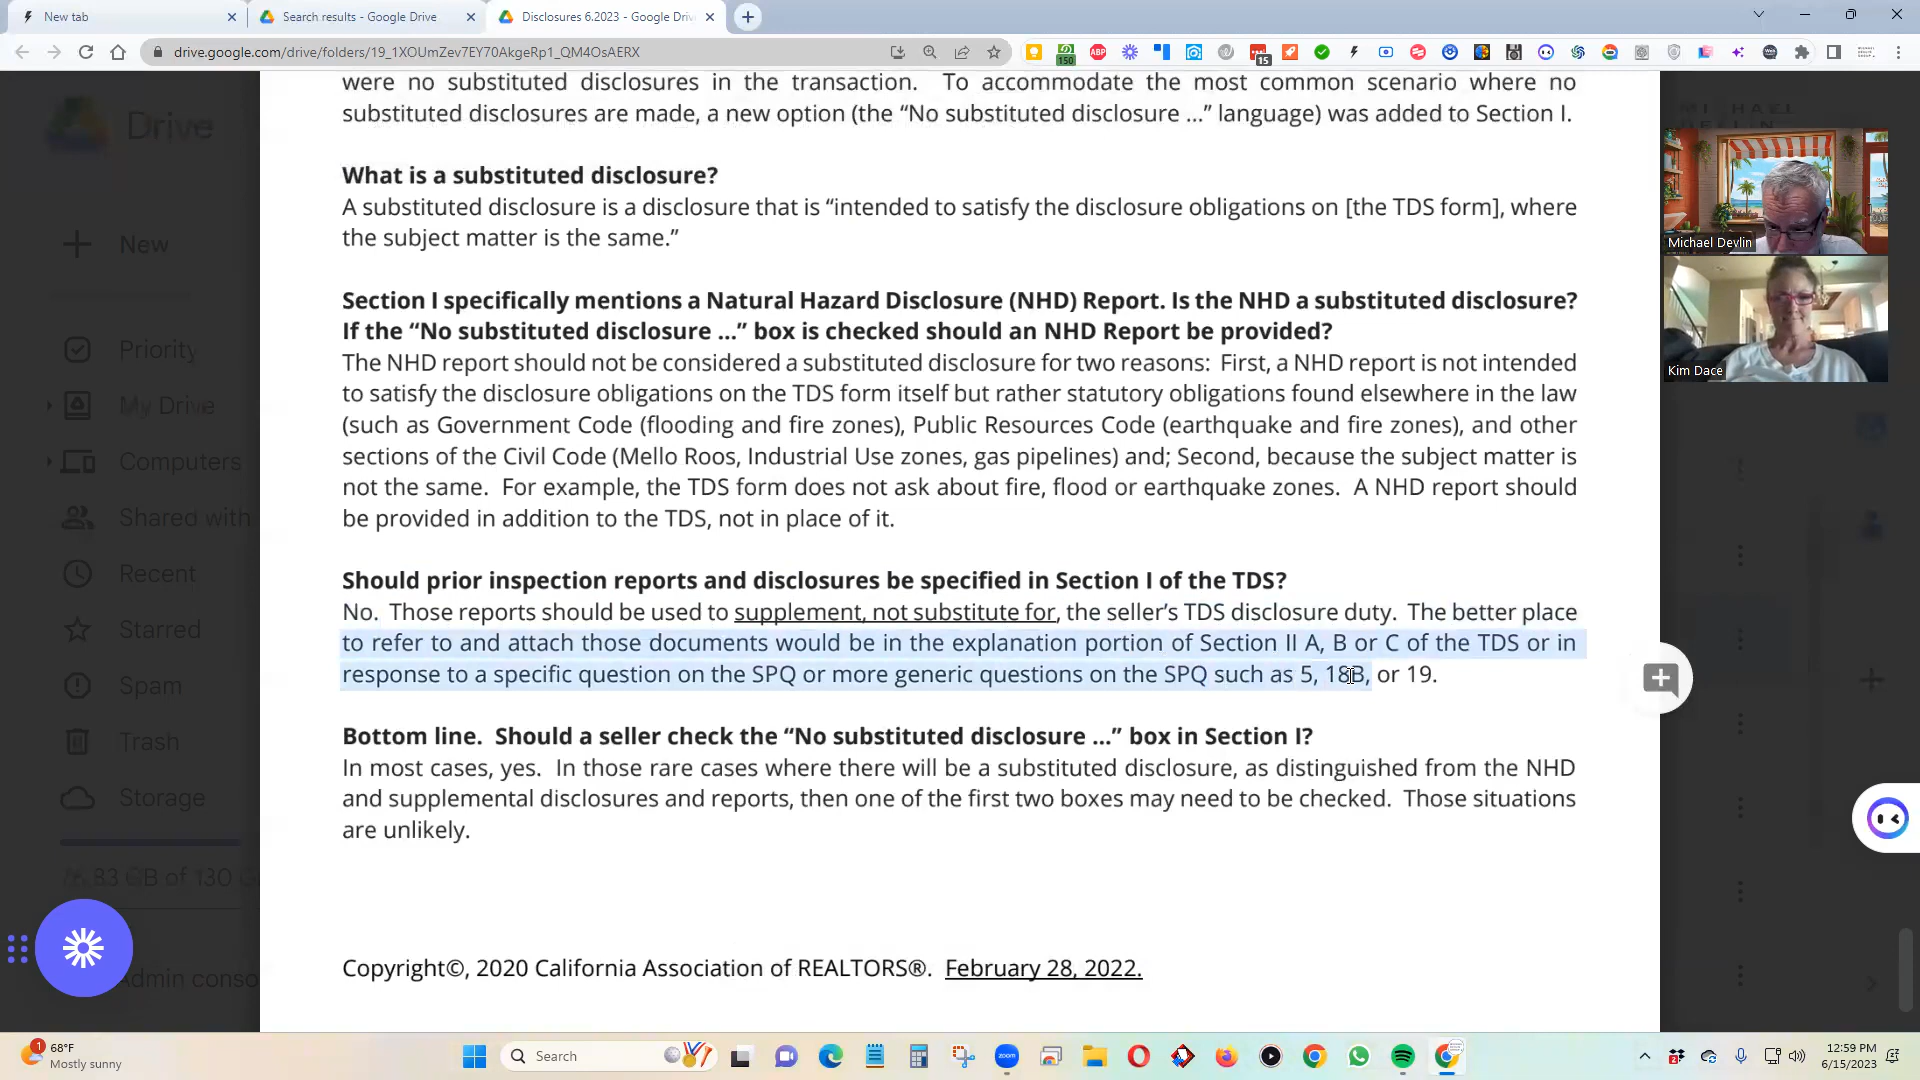 New tab
Search results - Google Drive
Disclosures 6.2023 - Google Dri
drive.google.com/drive/folders/19_1XOUmZev7EY70AkgeRp1_QM4OsAERX
150
ABP
15
Drive
New
Priority
My Drive
Computers
Shared with
Recent
Spam
Trash
Storage
83 GB of 130 G
Admin conso
were no substituted disclosures in the transaction. To accommodate the most common scenario where no
substituted disclosures are made, a new option (the “No substituted disclosure ...” language) was added to Section I.
What is a substituted disclosure?
A substituted disclosure is a disclosure that is “intended to satisfy the disclosure obligations on [the TDS form], where
the subject matter is the same.”
Section I specifically mentions a Natural Hazard Disclosure (NHD) Report. Is the NHD a substituted disclosure?
If the “No substituted disclosure ...” box is checked should an NHD Report be provided?
The NHD report should not be considered a substituted disclosure for two reasons: First, a NHD report is not intended
to satisfy the disclosure obligations on the TDS form itself but rather statutory obligations found elsewhere in the law
(such as Government Code (flooding and fire zones), Public Resources Code (earthquake and fire zones), and other
sections of the Civil Code (Mello Roos, Industrial Use zones, gas pipelines) and; Second, because the subject matter is
not the same. For example, the TDS form does not ask about fire, flood or earthquake zones. A NHD report should
be provided in addition to the TDS, not in place of it.
Should prior inspection reports and disclosures be specified in Section I of the TDS?
No. Those reports should be used to supplement, not substitute for, the seller’s TDS disclosure duty. The better place
to refer to and attach those documents would be in the explanation portion of Section II A, B or C of the TDS or in
response to a specific question on the SPQ or more generic questions on the SPQ such as 5, 18B, or 19.
Bottom line. Should a seller check the “No substituted disclosure ...” box in Section I?
In most cases, yes. In those rare cases where there will be a substituted disclosure, as distinguished from the NHD
and supplemental disclosures and reports, then one of the first two boxes may need to be checked. Those situations
are unlikely.
Copyright©, 2020 California Association of REALTORS®. February 28, 2022.
Michael Devlin
Kim Dace
1
68°F
Mostly sunny
Search
zoom
12:59 PM
6/15/2023